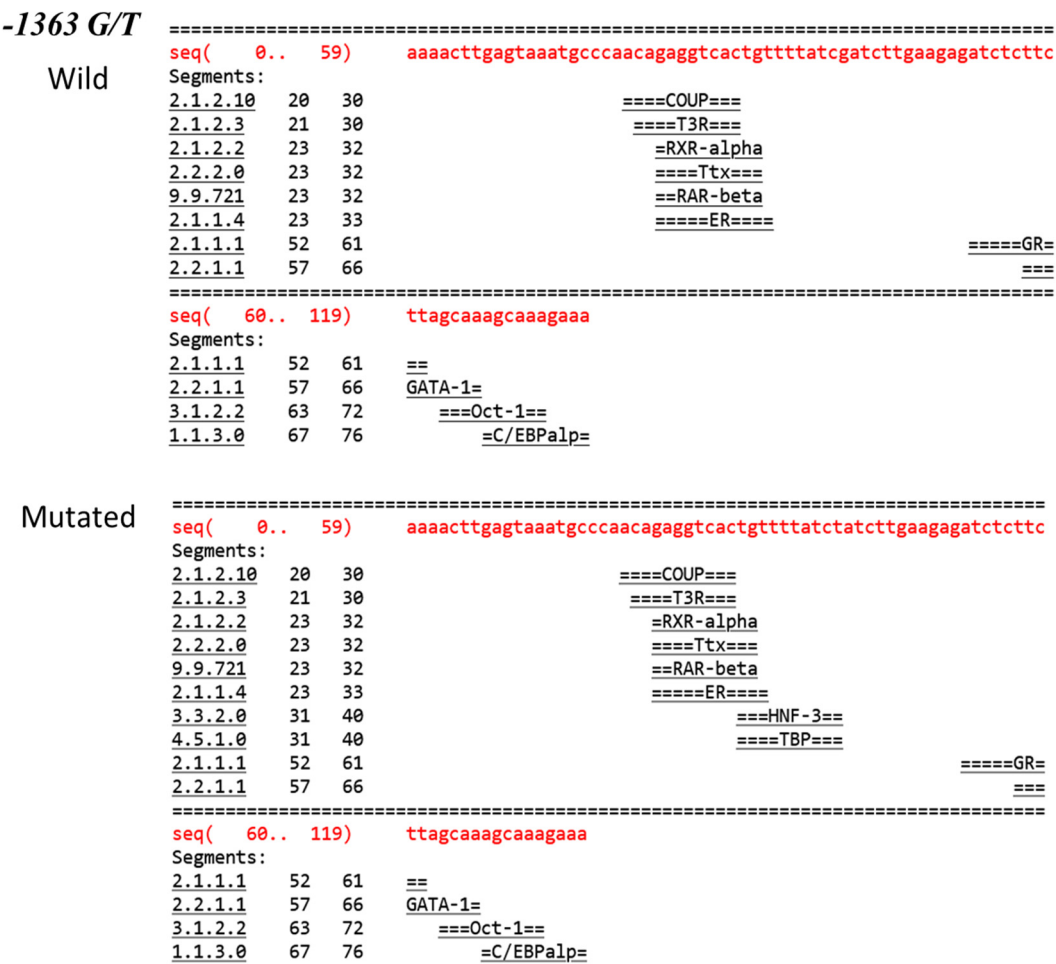 -1363 G/T
Wild
==================================================================================
seq(    0..   59)     aaaacttgagtaaatgcccaacagaggtcactgttttatcgatcttgaagagatctcttc
Segments:
2.1.2.10   20   30   ====COUP===
2.1.2.3   21   30   ====T3R===
2.1.2.2   23   32   =RXR-alpha
2.2.2.0   23   32   ====Ttx===
9.9.721   23   32   ==RAR-beta
2.1.1.4   23   33   =====ER====
2.1.1.1   52   61   =====GR=
2.2.1.1   57   66   ===
==================================================================================
seq(   60..  119)     ttagcaaagcaaagaaa
Segments:
2.1.1.1   52   61   ==
2.2.1.1   57   66   GATA-1=
3.1.2.2   63   72   ===Oct-1==
1.1.3.0   67   76   =C/EBPalp=
Mutated
==================================================================================
seq(    0..   59)     aaaacttgagtaaatgcccaacagaggtcactgttttatctatcttgaagagatctcttc
Segments:
2.1.2.10   20   30   ====COUP===
2.1.2.3   21   30   ====T3R===
2.1.2.2   23   32   =RXR-alpha
2.2.2.0   23   32   ====Ttx===
9.9.721   23   32   ==RAR-beta
2.1.1.4   23   33   =====ER====
3.3.2.0   31   40   ===HNF-3==
4.5.1.0   31   40   ====TBP===
2.1.1.1   52   61   =====GR=
2.2.1.1   57   66   ===
==================================================================================
seq(   60..  119)     ttagcaaagcaaagaaa
Segments:
2.1.1.1   52   61   ==
2.2.1.1   57   66   GATA-1=
3.1.2.2   63   72   ===Oct-1==
1.1.3.0   67   76   =C/EBPalp=